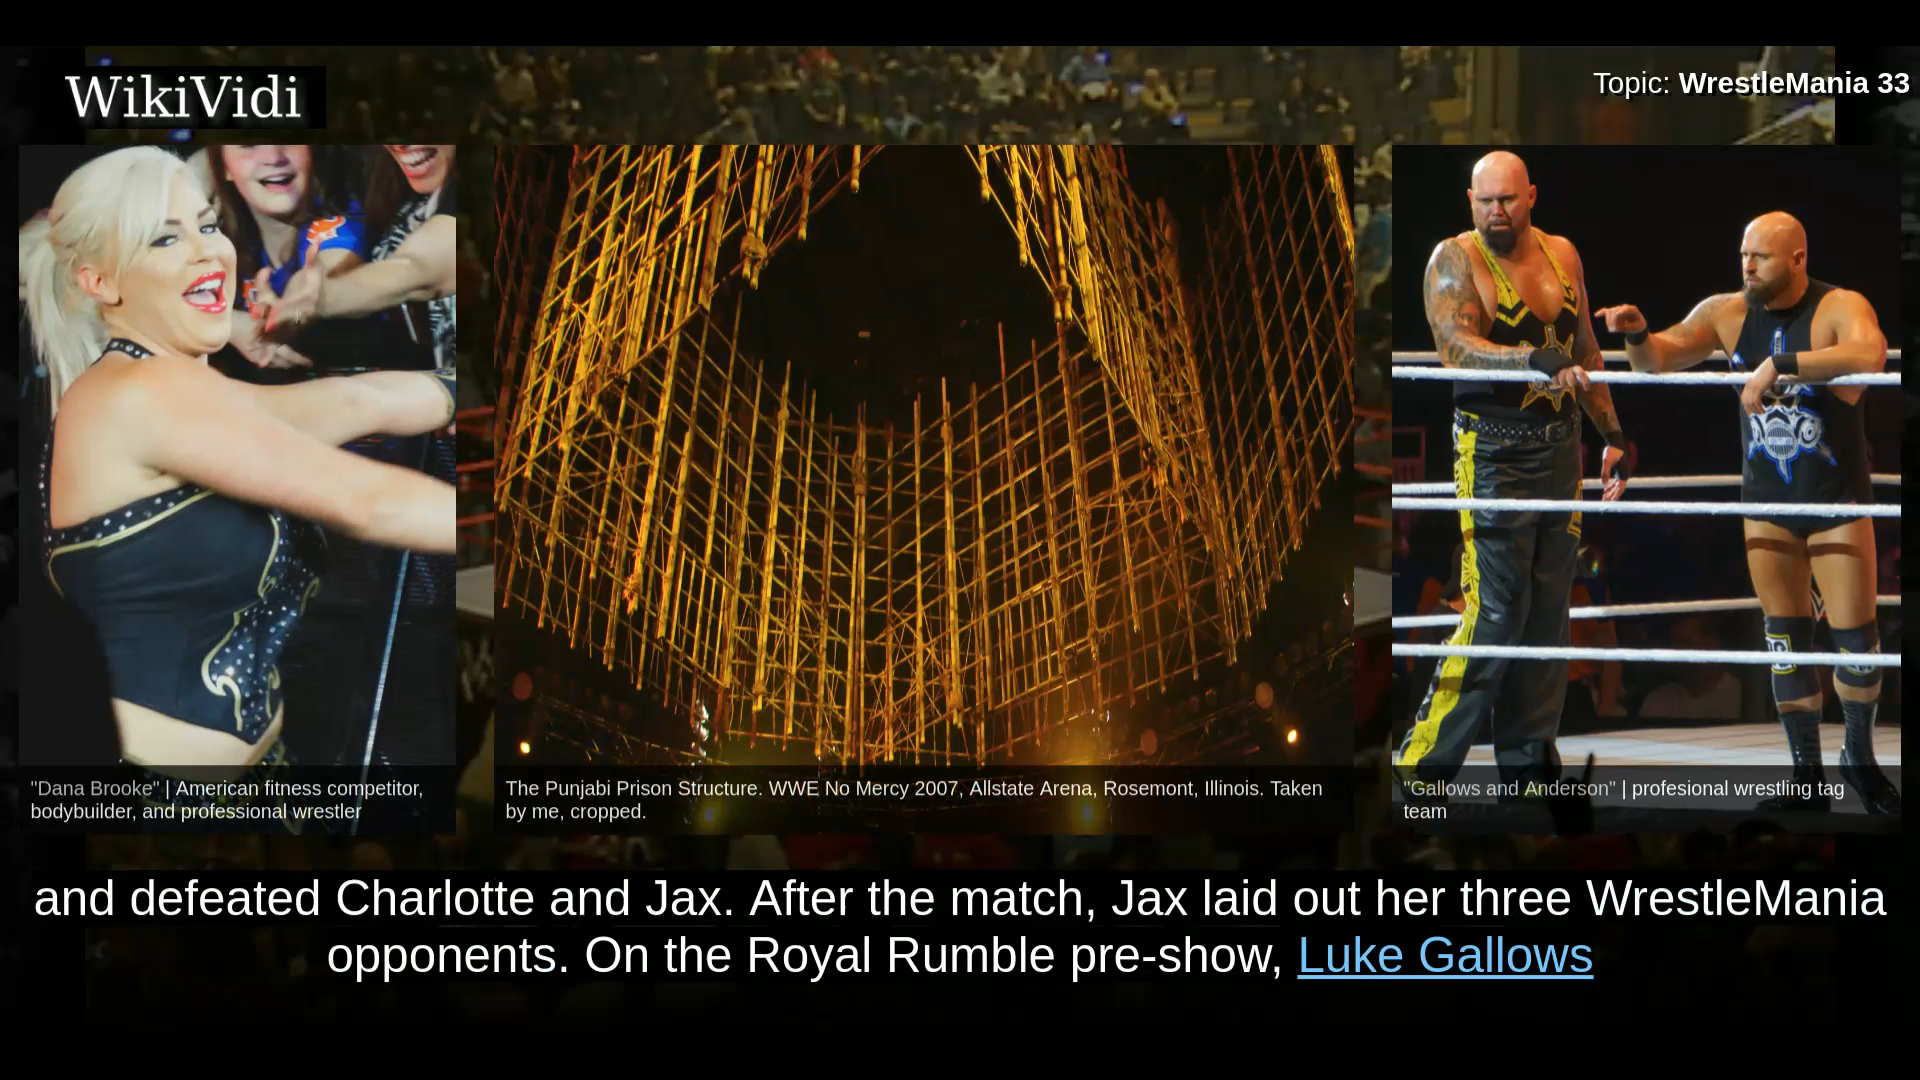 WikiVidi
Topic: WrestleMania 33
"Dana Brooke" | American fitness competitor,
bodybuilder, and professional wrestler
The Punjabi Prison Structure. WWE No Mercy 2007, Allstate Arena, Rosemont, Illinois. Taken
by me, cropped.
"Gallows and Anderson" | profesional wrestling tag
team
and defeated Charlotte and Jax. After the match, Jax laid out her three WrestleMania
opponents. On the Royal Rumble pre-show, Luke Gallows